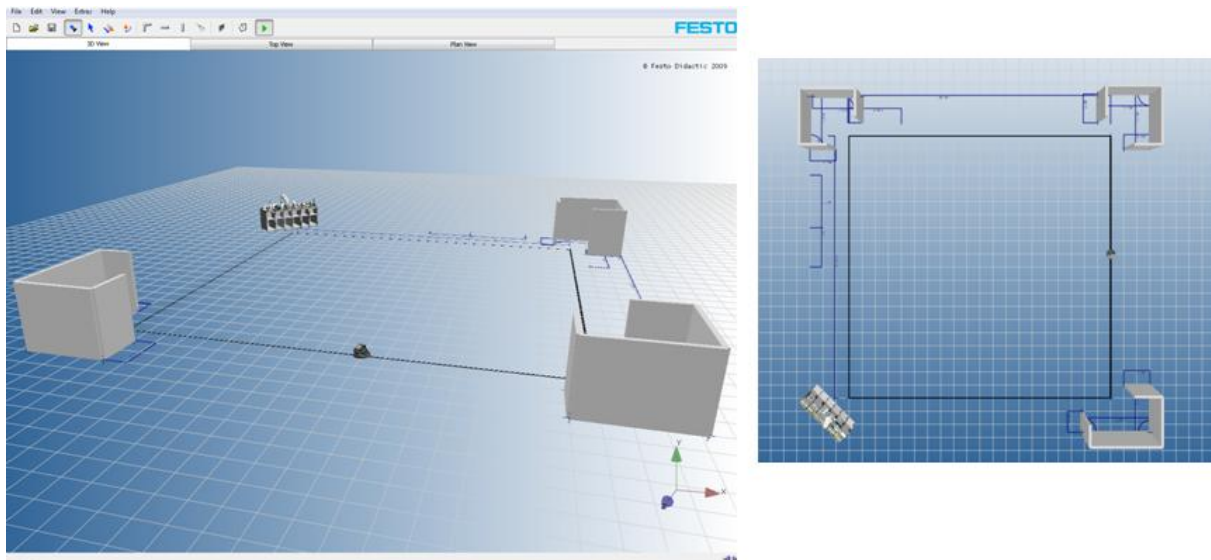 File Edit View Extras Help
FESTO
3D View Top View Plan View
© Festo Didactic 2009
Y
X